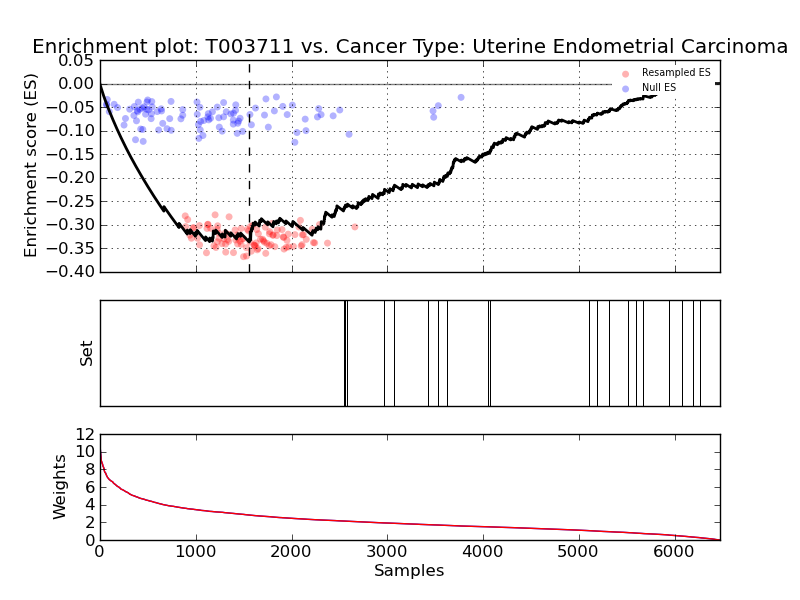 Enrichment plot: T003711 vs. Cancer Type: Uterine Endometrial Carcinoma
0.05
0.00
−0.05
−0.10
−0.15
−0.20
−0.25
−0.30
−0.35
−0.40
Enrichment score (ES)
Resampled ES
Null ES
Set
12
10
8
6
4
2
0
Weights
0 1000 2000 3000 4000 5000 6000
Samples